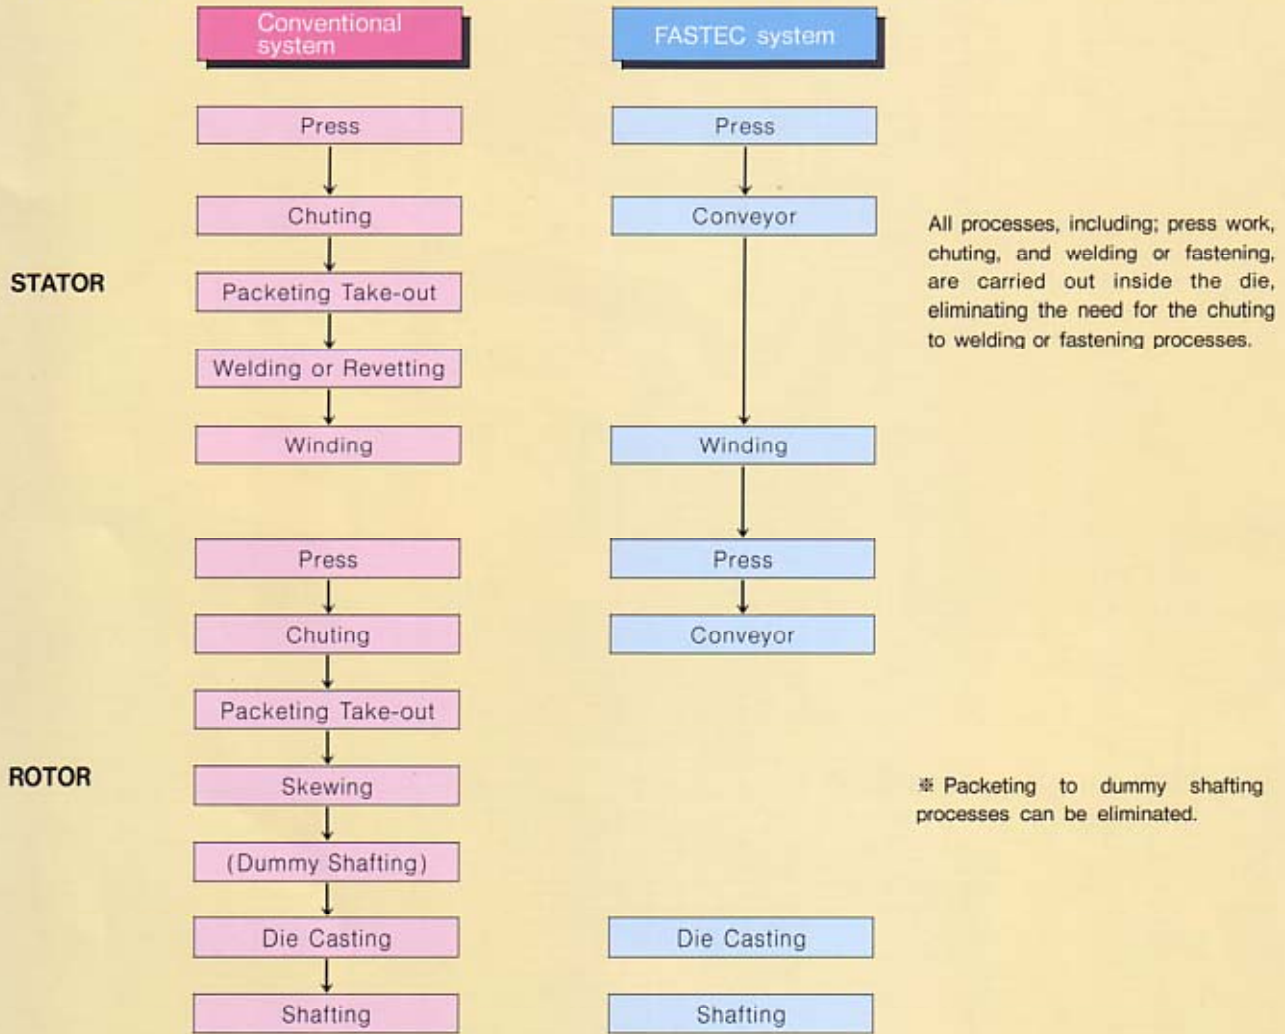 Conventional
system
FASTEC system
STATOR
Press
Chuting
Packeting Take-out
Welding or Revetting
Winding
Press
Conveyor
Winding
All processes, including; press work,
chuting, and welding or fastening,
are carried out inside the die,
eliminating the need for the chuting
to welding or fastening processes.
ROTOR
Press
Chuting
Packeting Take-out
Skewing
(Dummy Shafting)
Die Casting
Shafting
Press
Conveyor
Die Casting
Shafting
※ Packeting to dummy shafting
processes can be eliminated.